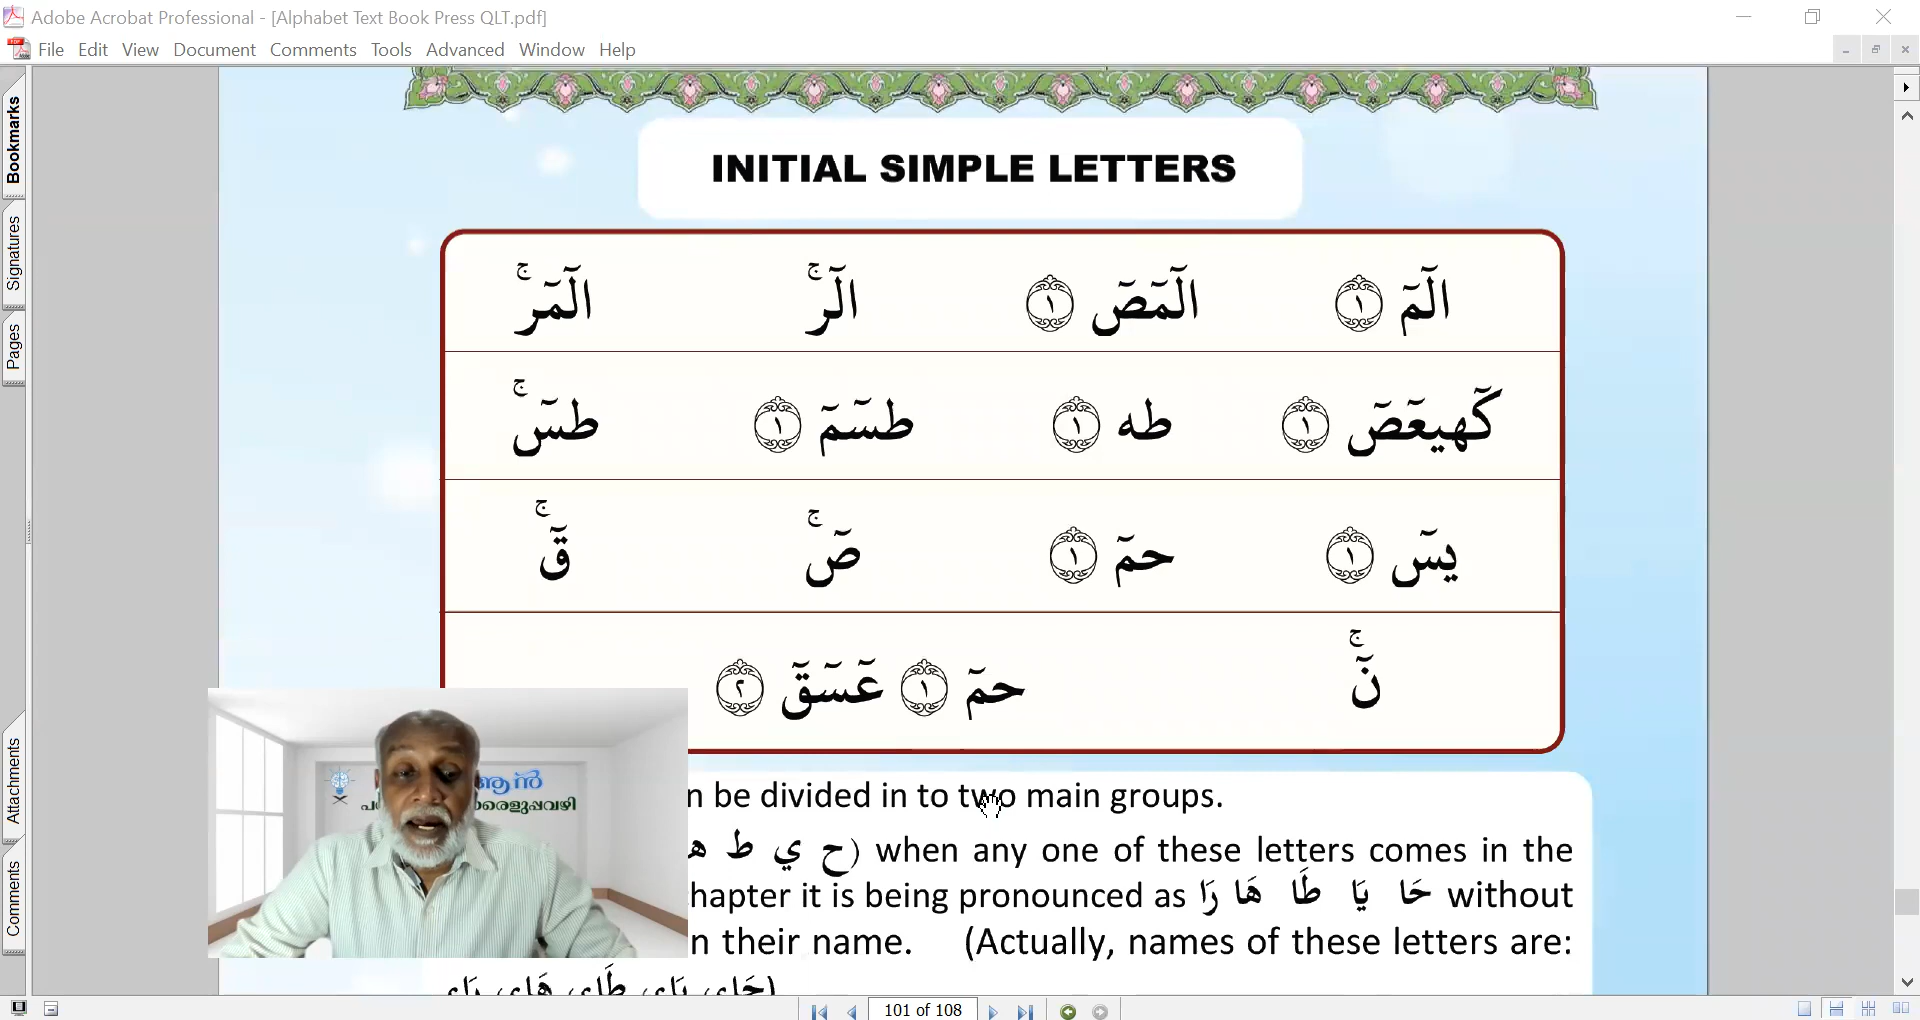 Adobe Acrobat Professional - [Alphabet Text Book Press QLT.pdf]
File Edit View Document Comments Tools Advanced Window Help
Bookmarks
Signatures
Pages
Attachments
Comments
INITIAL SIMPLE LETTERS
الٓمٓ ۝١ الٓمٓصٓ ۝١ الٓرٰۚ الٓمٓرٰۚ
كٓهيعٓصٓ ۝١ طه ۝١ طسٓمٓ ۝١ طسٓۚ
يسٓ ۝١ حمٓ ۝١ صٓۚ قٓۚ
نٓۚ حمٓ ۝١ عٓسٓقٓ ۝٢
n be divided in to two main groups.
(ح ي ط ه when any one of these letters comes in the
hapter it is being pronounced as حَا يَا طَا هَا رَا without
n their name. (Actually, names of these letters are:
101 of 108